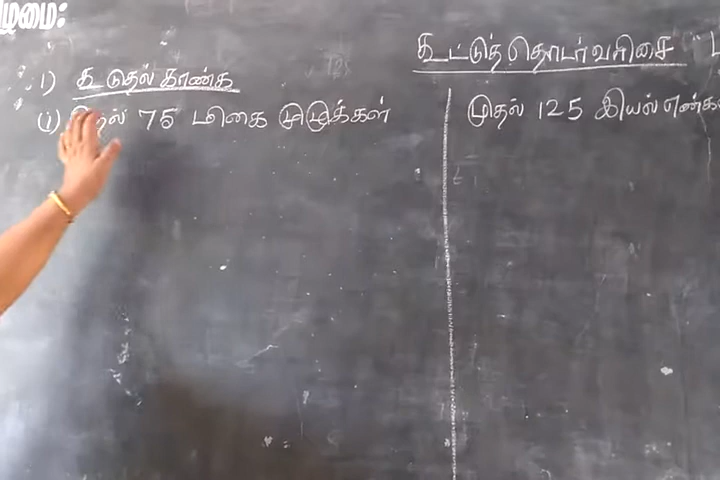 கூட்டுத் தொடர் வரிசை
1) கூடுதல் காண்க
(i) முதல் 75 மிகை முழுக்கள்
முதல் 125 இயல் எண்க